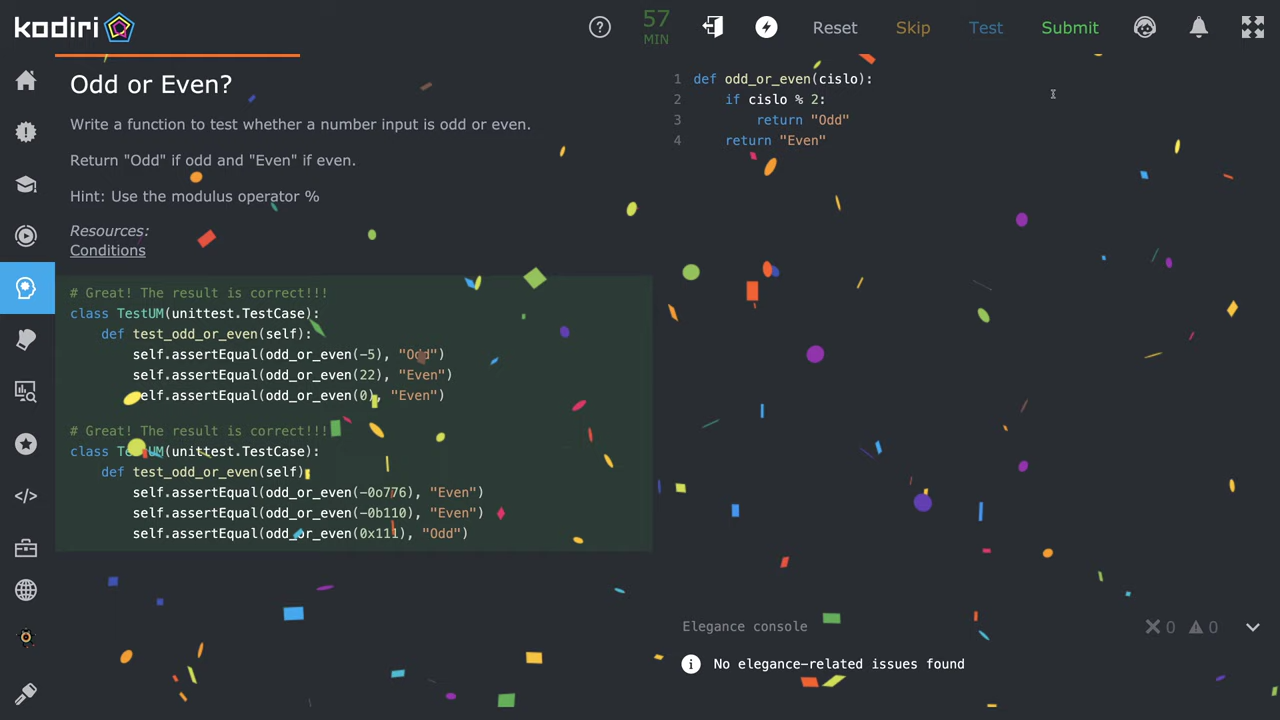 kodiri
57
MIN
Reset
Skip
Test
Submit
Odd or Even?
Write a function to test whether a number input is odd or even.
Return "Odd" if odd and "Even" if even.
Hint: Use the modulus operator %
Resources:
Conditions
# Great! The result is correct!!!
class TestUM(unittest.TestCase):
def test_odd_or_even(self):
self.assertEqual(odd_or_even(-5), "Odd")
self.assertEqual(odd_or_even(22), "Even")
self.assertEqual(odd_or_even(0), "Even")
# Great! The result is correct!!!
class TestUM(unittest.TestCase):
def test_odd_or_even(self):
self.assertEqual(odd_or_even(-0o776), "Even")
self.assertEqual(odd_or_even(-0b110), "Even")
self.assertEqual(odd_or_even(0x111), "Odd")
1 def odd_or_even(cislo):
2 if cislo % 2:
3 return "Odd"
4 return "Even"
Elegance console
0
0
No elegance-related issues found